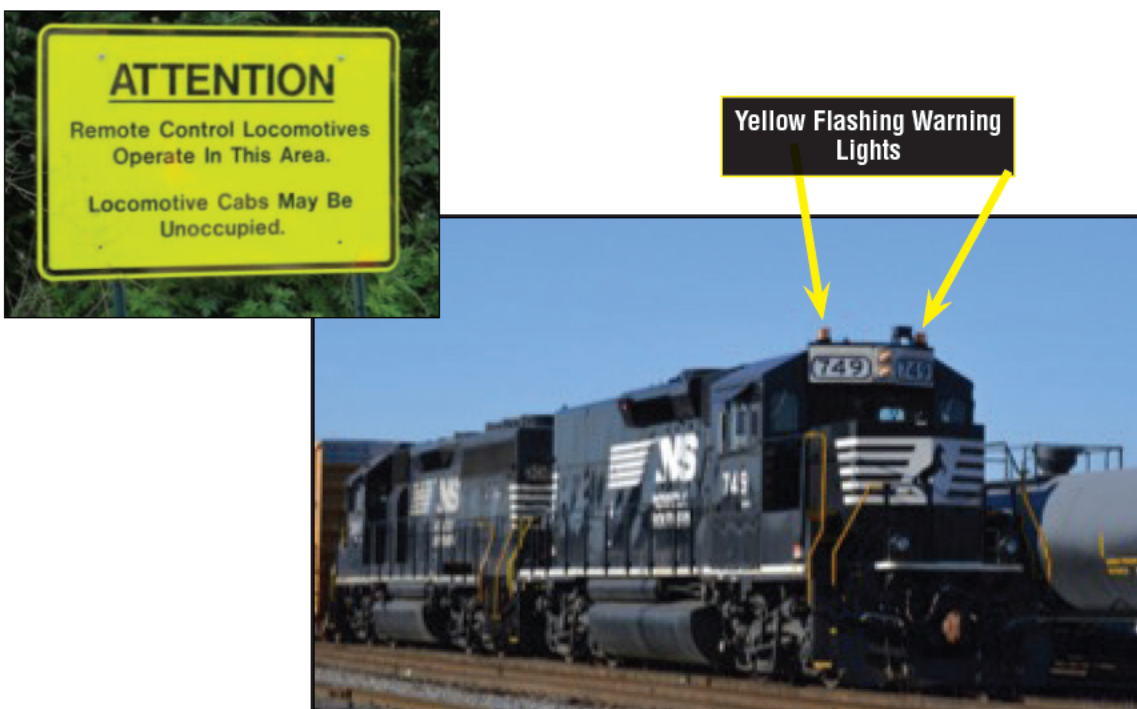 ATTENTION
Remote Control Locomotives
Operate In This Area.
Locomotive Cabs May Be
Unoccupied.
Yellow Flashing Warning
Lights
749
749
NS
749
NS